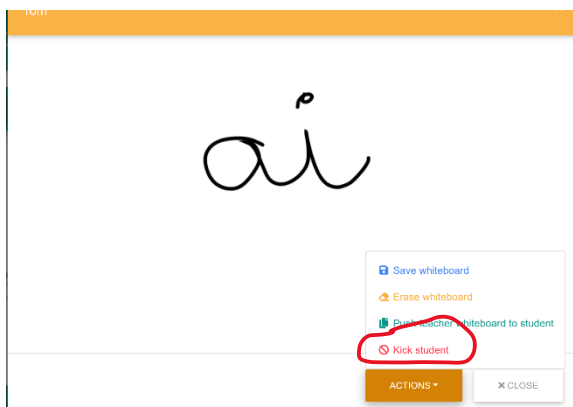 Tom
ai
Save whiteboard
Erase whiteboard
Push teacher whiteboard to student
Kick student
ACTIONS
CLOSE